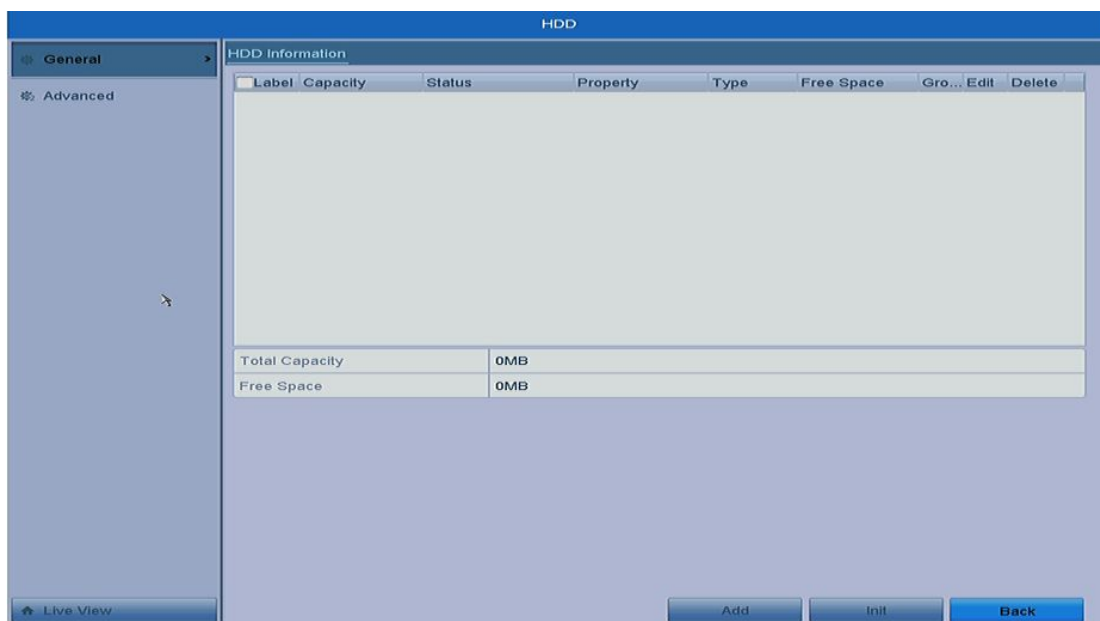 HDD
General
HDD Information
Label Capacity Status Property Type Free Space Gro... Edit Delete
Advanced
Total Capacity 0MB
Free Space 0MB
Live View Add Init Back